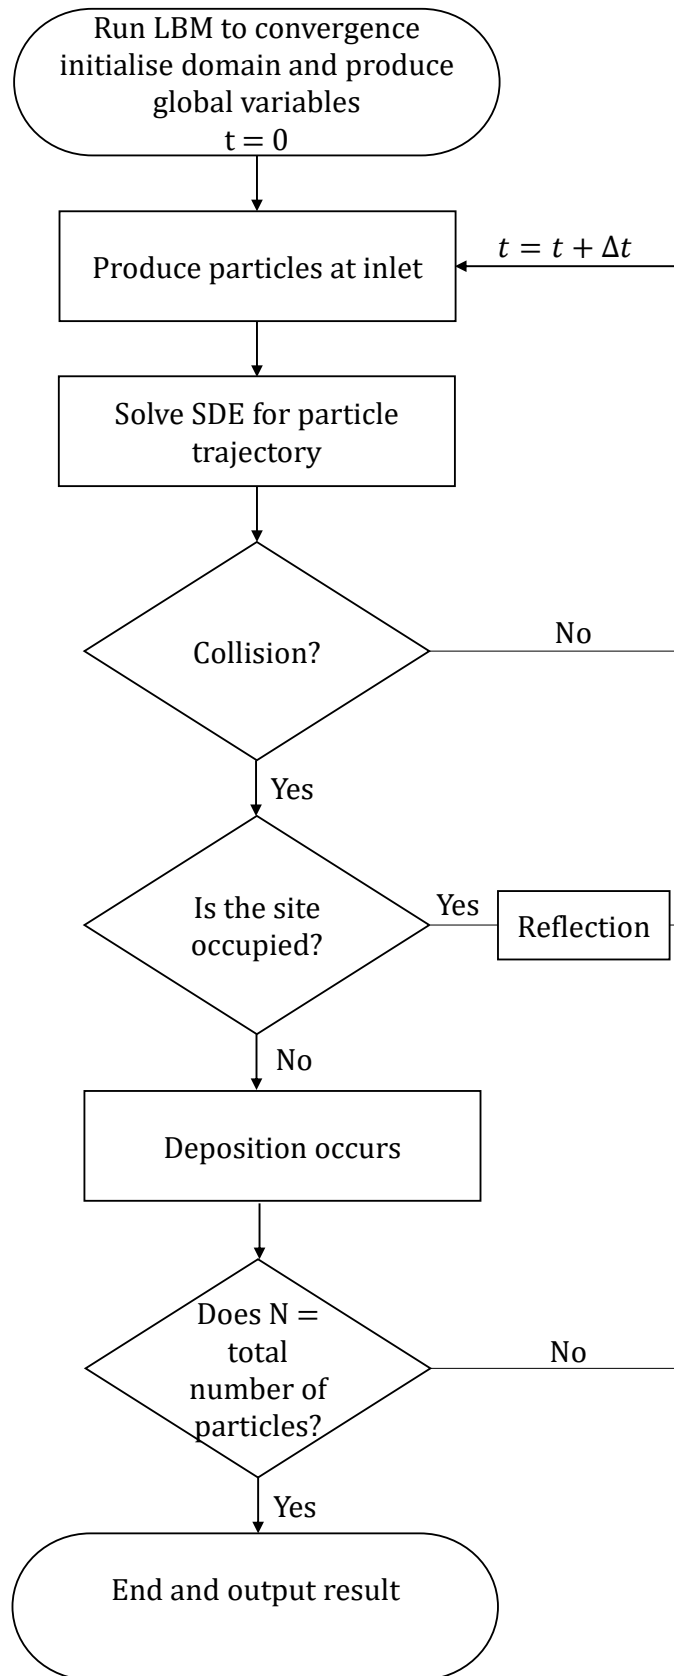 Run LBM to convergence
initialise domain and produce
global variables
t = 0
Produce particles at inlet
t = t + Δt
Solve SDE for particle
trajectory
Collision?
No
Yes
Is the site
occupied?
Yes
Reflection
No
Deposition occurs
Does N =
total
number of
particles?
No
Yes
End and output result